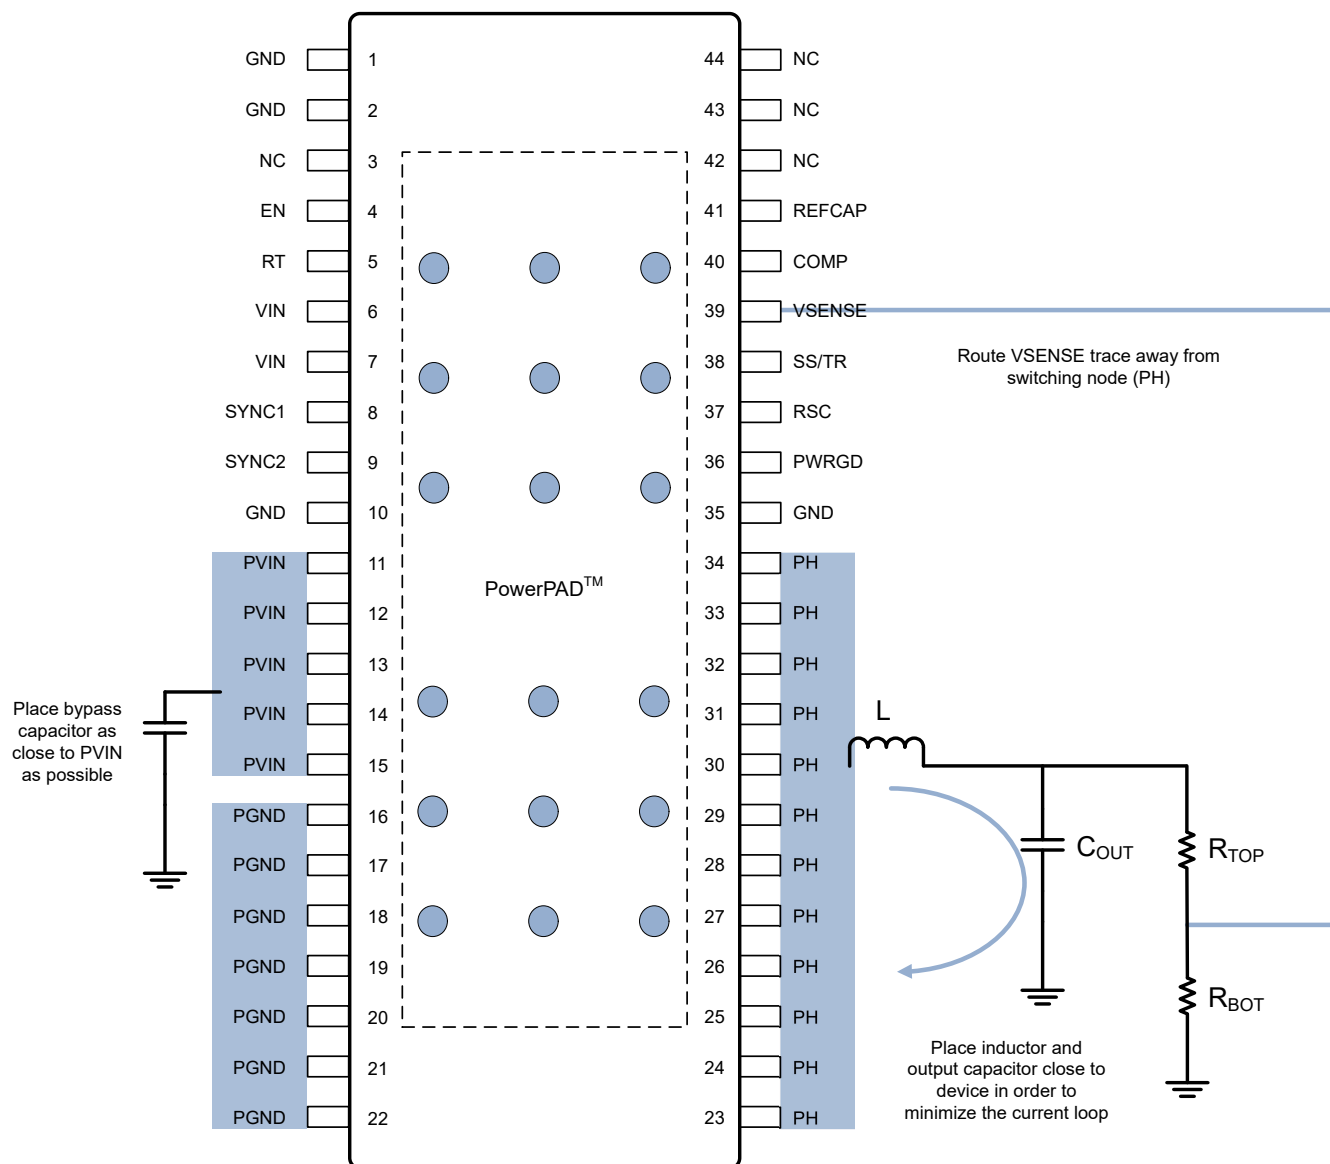 GND 1 44 NC
GND 2 43 NC
NC 3 42 NC
EN 4 41 REFCAP
RT 5 40 COMP
VIN 6 39 VSENSE
VIN 7 38 SS/TR
Route VSENSE trace away from
switching node (PH)
SYNC1 8 37 RSC
SYNC2 9 36 PWRGD
GND 10 35 GND
PVIN 11 34 PH
PowerPAD™
PVIN 12 33 PH
PVIN 13 32 PH
PVIN 14 31 PH
PVIN 15 30 PH
Place bypass
capacitor as
close to PVIN
as possible
L
PGND 16 29 PH
PGND 17 28 PH
COUT
RTOP
PGND 18 27 PH
PGND 19 26 PH
PGND 20 25 PH
RBOT
PGND 21 24 PH
PGND 22 23 PH
Place inductor and
output capacitor close to
device in order to
minimize the current loop